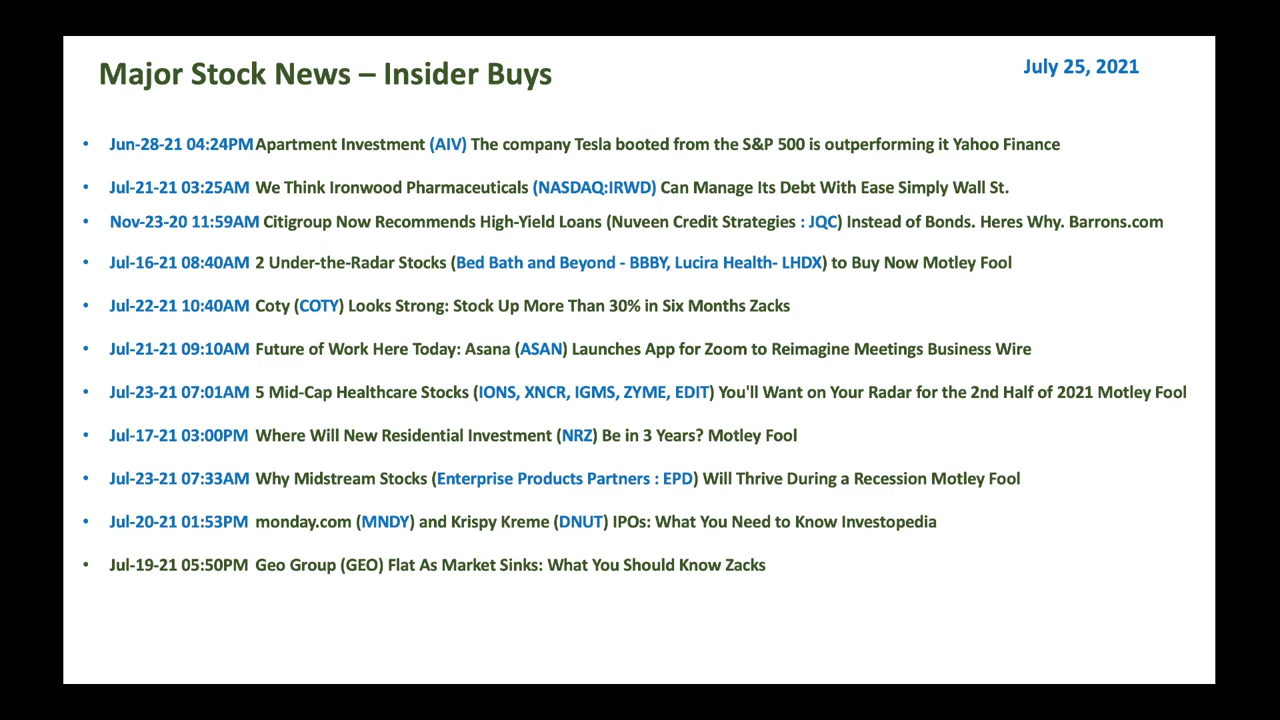 Major Stock News – Insider Buys
July 25, 2021
• Jun-28-21 04:24PM Apartment Investment (AIV) The company Tesla booted from the S&P 500 is outperforming it Yahoo Finance
• Jul-21-21 03:25AM We Think Ironwood Pharmaceuticals (NASDAQ:IRWD) Can Manage Its Debt With Ease Simply Wall St.
• Nov-23-20 11:59AM Citigroup Now Recommends High-Yield Loans (Nuveen Credit Strategies : JQC) Instead of Bonds. Heres Why. Barrons.com
• Jul-16-21 08:40AM 2 Under-the-Radar Stocks (Bed Bath and Beyond - BBBY, Lucira Health- LHDX) to Buy Now Motley Fool
• Jul-22-21 10:40AM Coty (COTY) Looks Strong: Stock Up More Than 30% in Six Months Zacks
• Jul-21-21 09:10AM Future of Work Here Today: Asana (ASAN) Launches App for Zoom to Reimagine Meetings Business Wire
• Jul-23-21 07:01AM 5 Mid-Cap Healthcare Stocks (IONS, XNCR, IGMS, ZYME, EDIT) You'll Want on Your Radar for the 2nd Half of 2021 Motley Fool
• Jul-17-21 03:00PM Where Will New Residential Investment (NRZ) Be in 3 Years? Motley Fool
• Jul-23-21 07:33AM Why Midstream Stocks (Enterprise Products Partners : EPD) Will Thrive During a Recession Motley Fool
• Jul-20-21 01:53PM monday.com (MNDY) and Krispy Kreme (DNUT) IPOs: What You Need to Know Investopedia
• Jul-19-21 05:50PM Geo Group (GEO) Flat As Market Sinks: What You Should Know Zacks